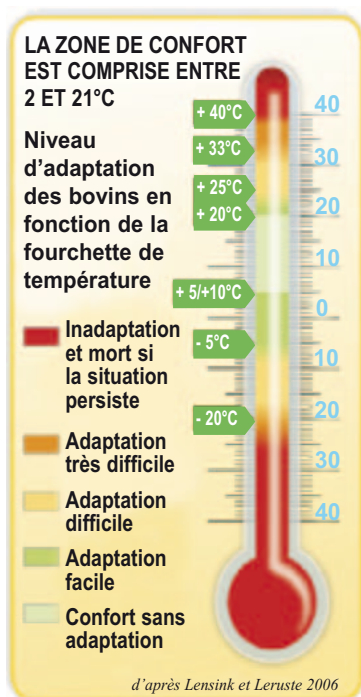 LA ZONE DE CONFORT
EST COMPRISE ENTRE
2 ET 21°C
Niveau
d'adaptation
des bovins en
fonction de la
fourchette de
température
Inadaptation
et mort si
la situation
persiste
Adaptation
très difficile
Adaptation
difficile
Adaptation
facile
Confort sans
adaptation
+ 40°C
+ 33°C
+ 25°C
+ 20°C
+ 5/+10°C
- 5°C
- 20°C
40
30
20
10
0
10
20
30
40
d'après Lensink et Leruste 2006